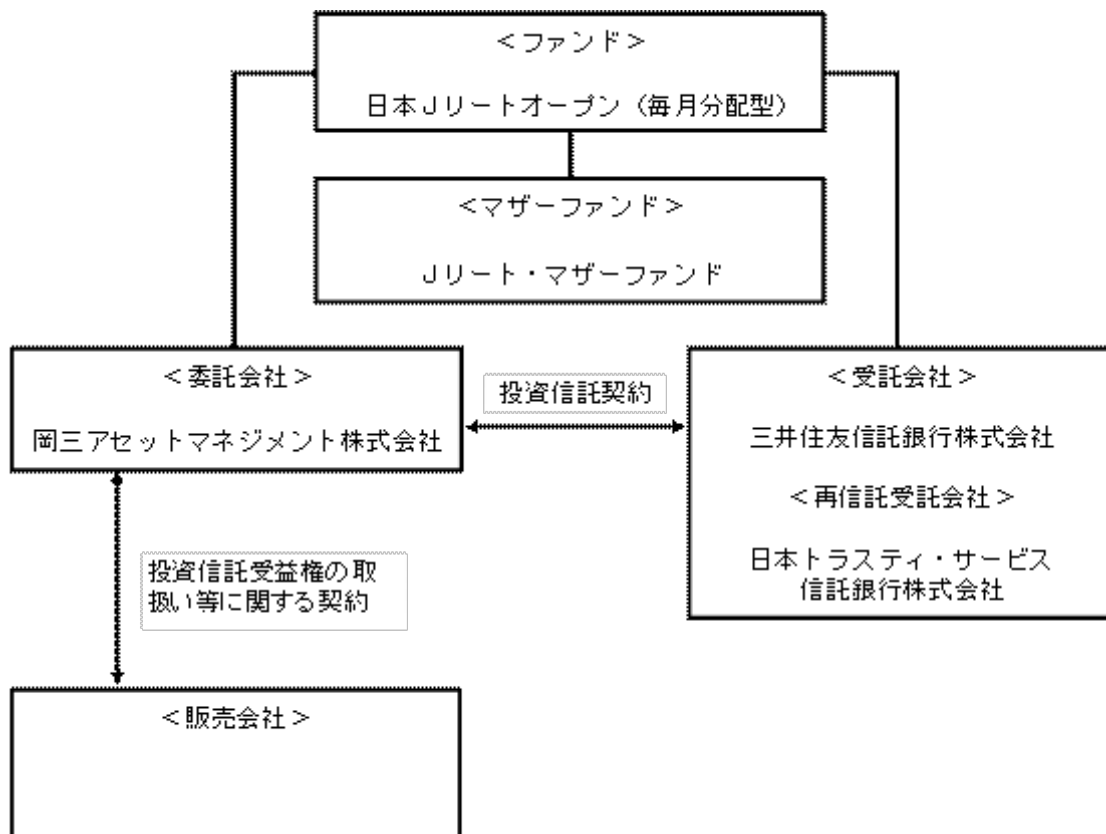 ＜ファンド＞
日本Ｊリートオープン（毎月分配型）
＜マザーファンド＞
Ｊリート・マザーファンド
＜委託会社＞
岡三アセットマネジメント株式会社
投資信託契約
＜受託会社＞
三井住友信託銀行株式会社
＜再信託受託会社＞
日本トラスティ・サービス
信託銀行株式会社
投資信託受益権の取
扱い等に関する契約
＜販売会社＞